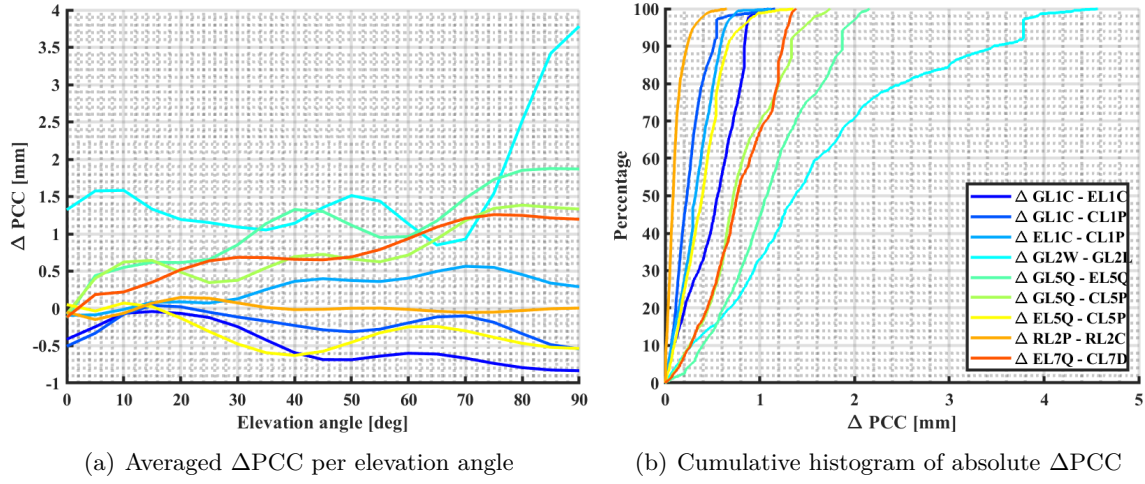 4
3.5
3
2.5
2
1.5
1
0.5
0
-0.5
-1
Δ PCC [mm]
0 10 20 30 40 50 60 70 80 90
Elevation angle [deg]
(a) Averaged ΔPCC per elevation angle
100
90
80
70
60
50
40
30
20
10
0
Percentage
Δ GL1C - EL1C
Δ GL1C - CL1P
Δ EL1C - CL1P
Δ GL2W - GL2L
Δ GL5Q - EL5Q
Δ GL5Q - CL5P
Δ EL5Q - CL5P
Δ RL2P - RL2C
Δ EL7Q - CL7D
0 1 2 3 4 5
Δ PCC [mm]
(b) Cumulative histogram of absolute ΔPCC